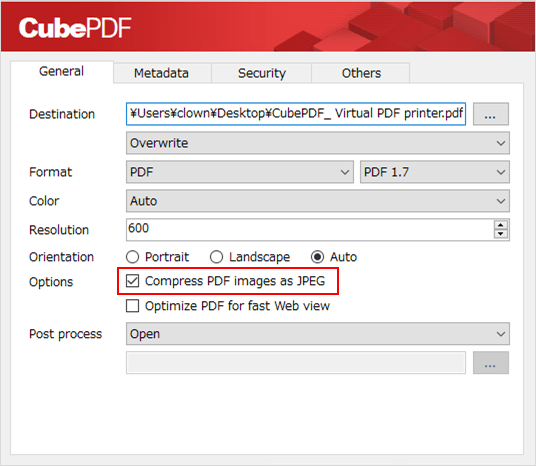 CubePDF
General Metadata Security Others
Destination ¥Users¥clown¥Desktop¥CubePDF_ Virtual PDF printer.pdf ...
Overwrite
Format PDF PDF 1.7
Color Auto
Resolution 600
Orientation Portrait Landscape Auto
Options Compress PDF images as JPEG
Optimize PDF for fast Web view
Post process Open
...